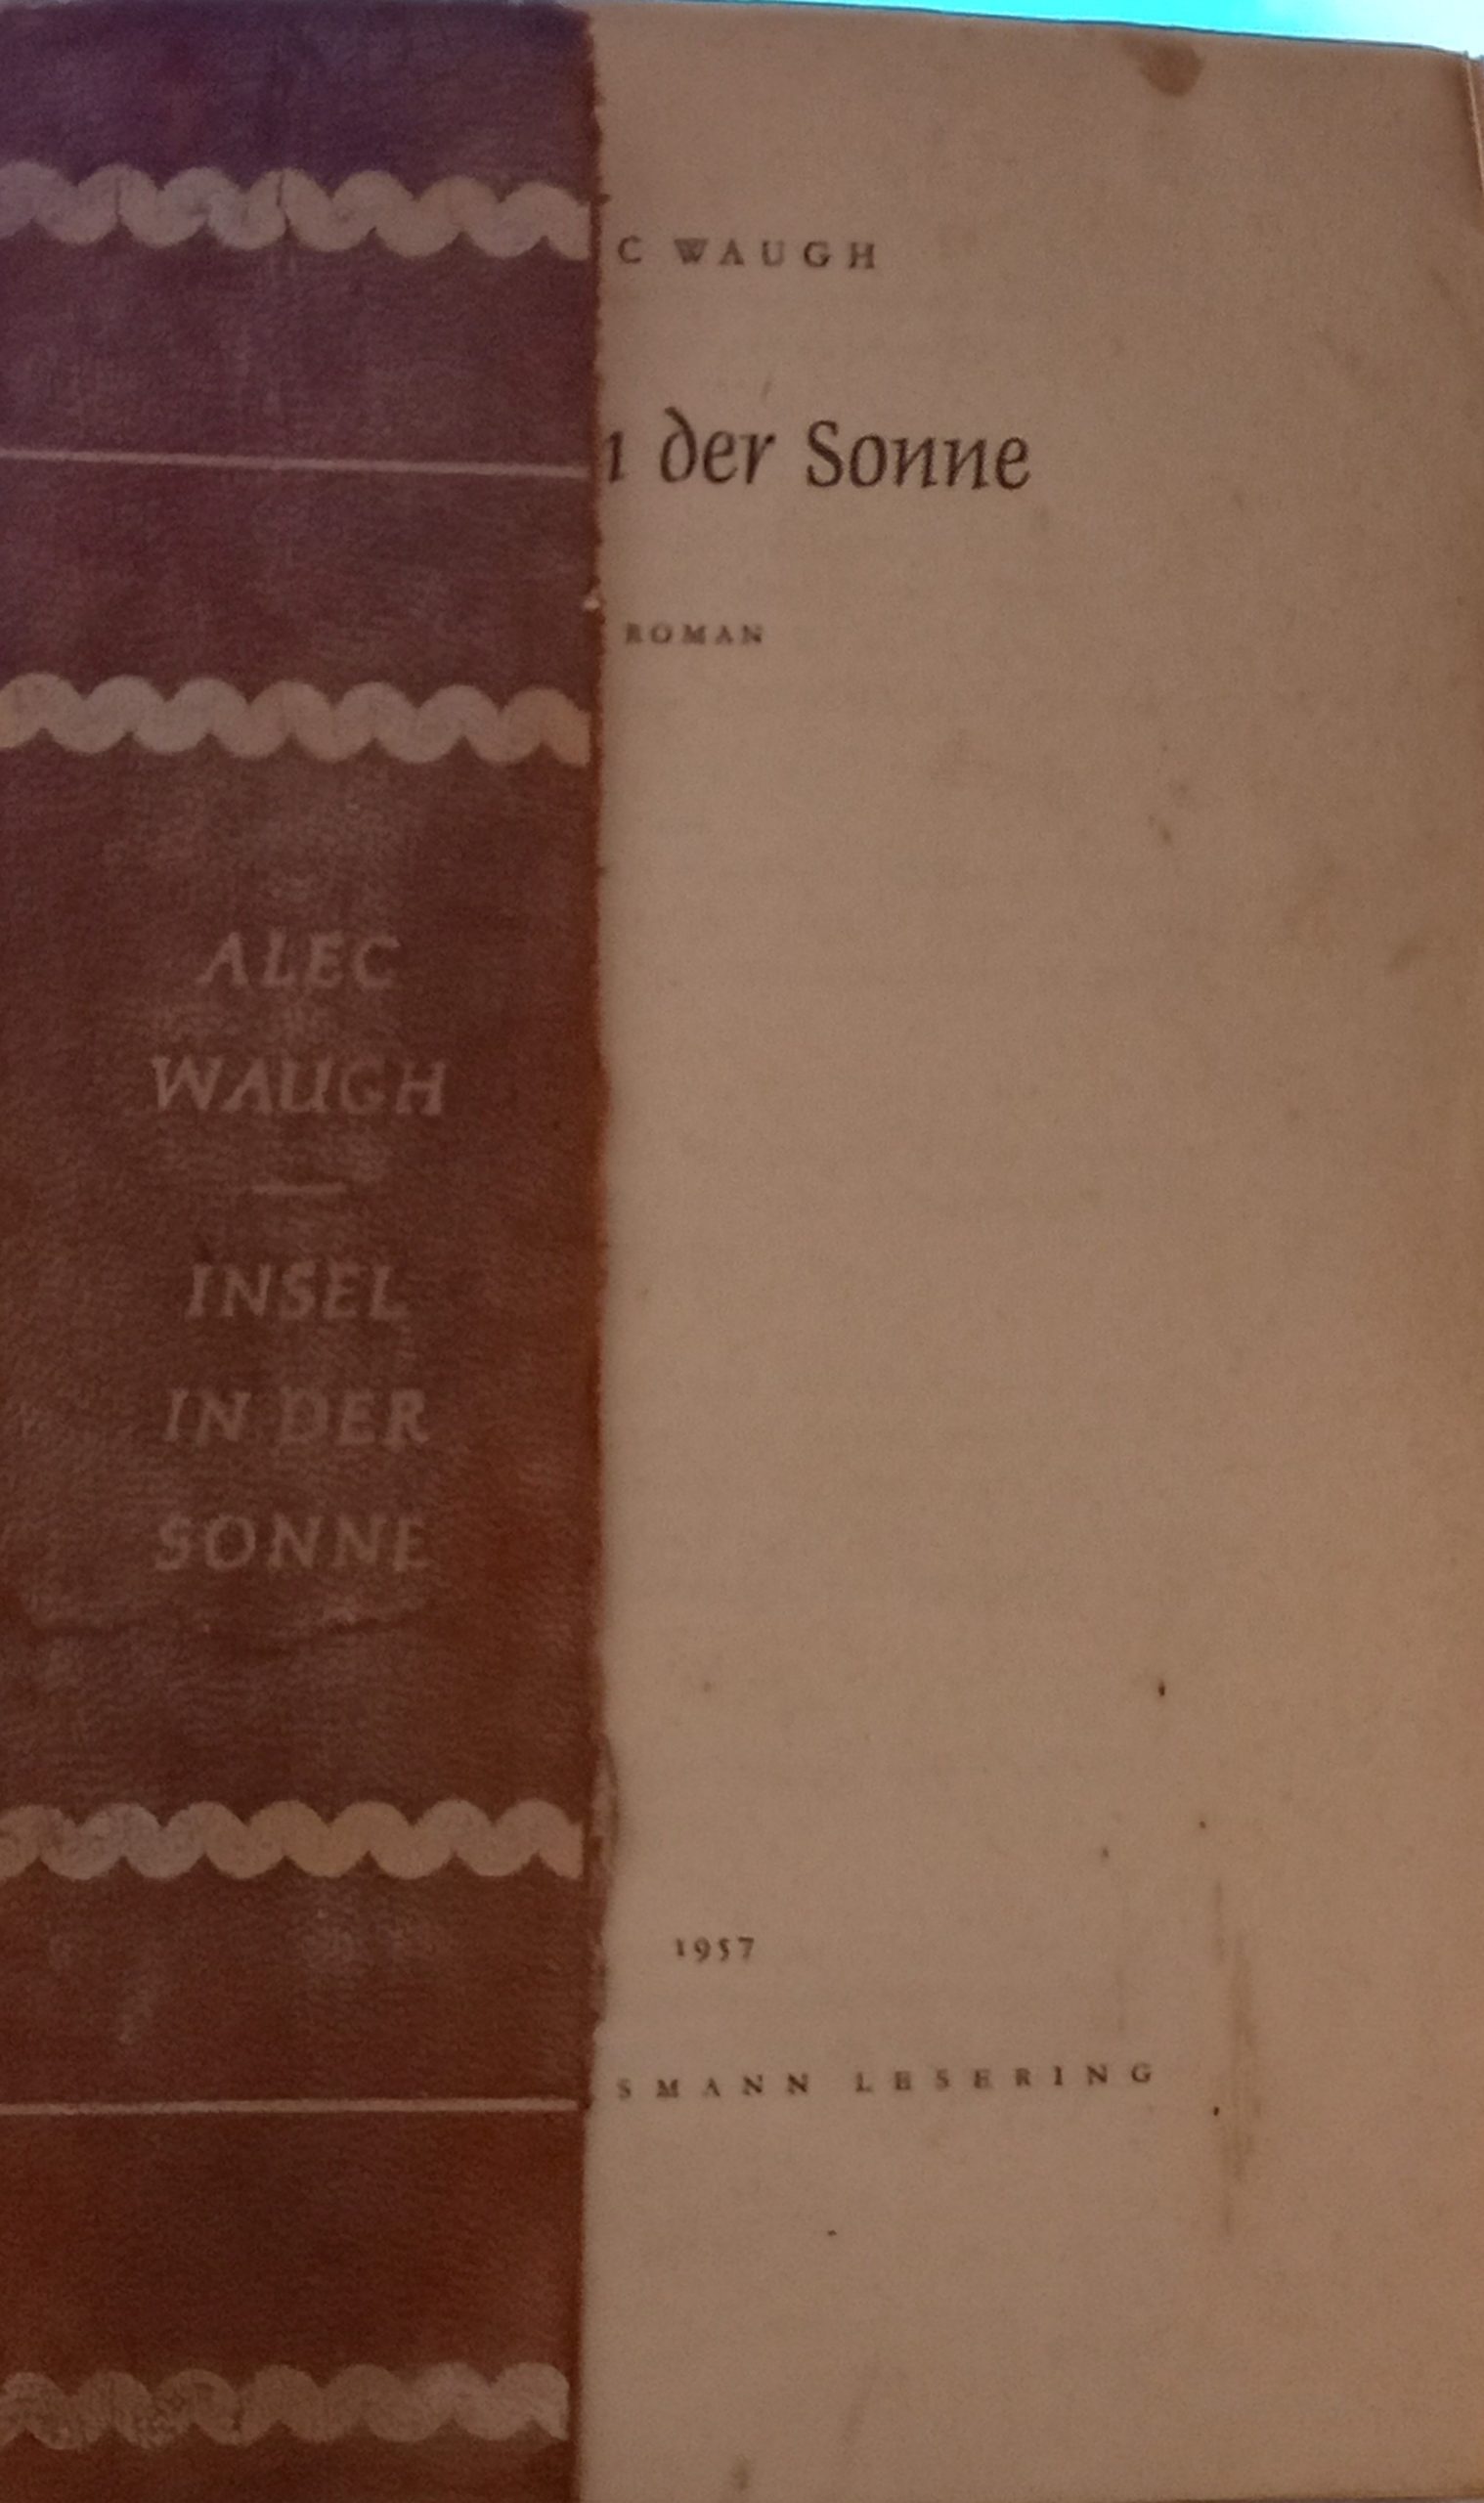 C WAUGH
n der Sonne
ROMAN
ALEC
WAUGH
INSEL
IN DER
SONNE
1957
SMANN LESERING